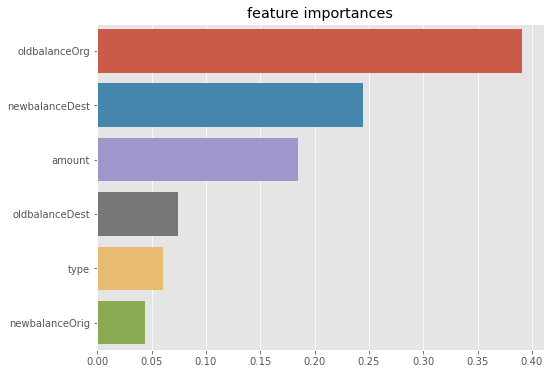 feature importances
oldbalanceOrg
newbalanceDest
amount
oldbalanceDest
type
newbalanceOrig
0.00 0.05 0.10 0.15 0.20 0.25 0.30 0.35 0.40